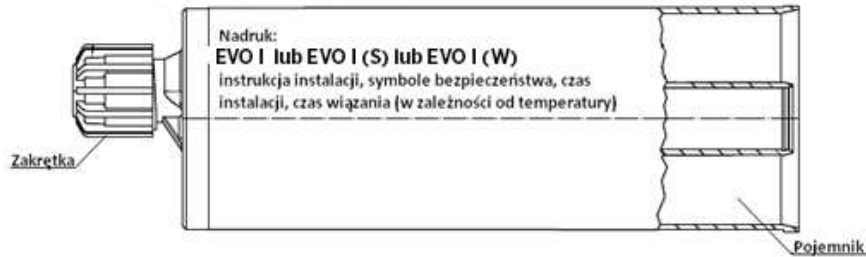 Nadruk:
EVO I lub EVO I (S) lub EVO I (W)
instrukcja instalacji, symbole bezpieczeństwa, czas
instalacji, czas wiązania (w zależności od temperatury)
Zakrętka
Pojemnik